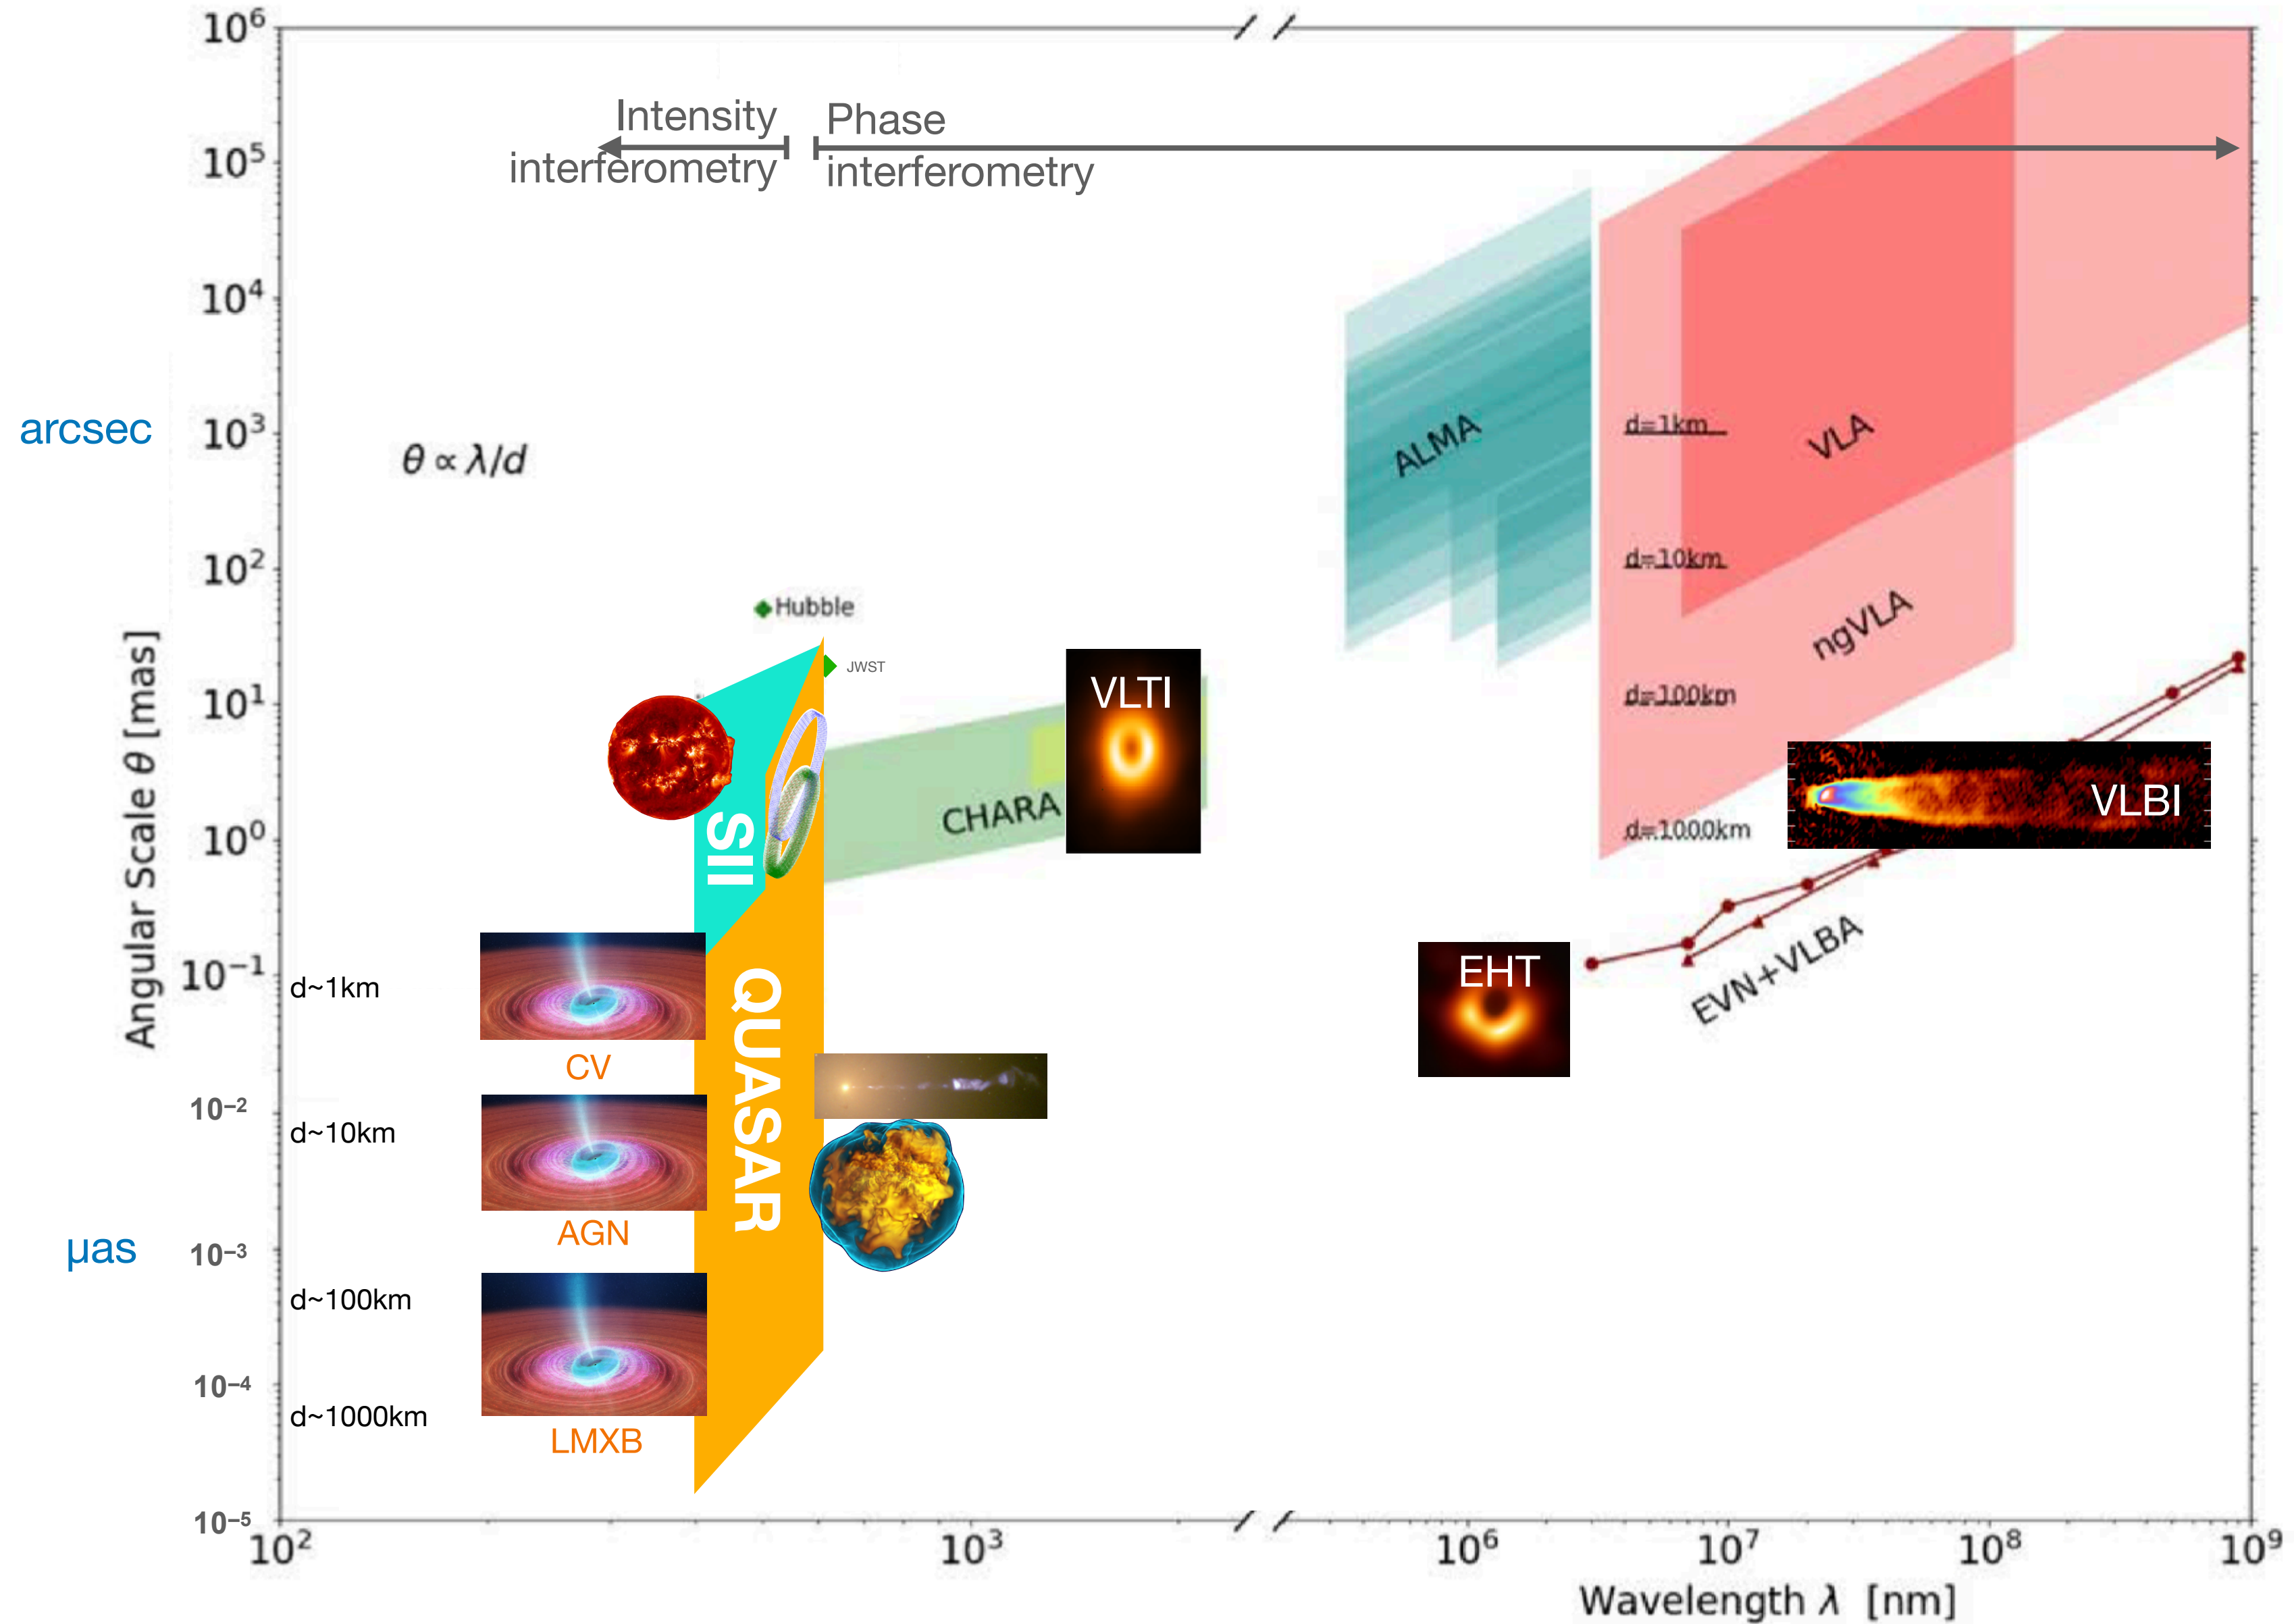 10⁶
Intensity
interferometry
Phase
interferometry
10⁵
10⁴
arcsec
10³
θ ∝ λ/d
ALMA
d=1km
VLA
10²
d=10km
Hubble
JWST
ngVLA
VLTI
10¹
d=100km
SII
CHARA
10⁰
d=1000km
VLBI
Angular Scale θ [mas]
10⁻¹
d~1km
QUASAR
EHT
EVN+VLBA
CV
10⁻²
d~10km
AGN
µas
10⁻³
d~100km
10⁻⁴
d~1000km
LMXB
10⁻⁵
10²
10³
10⁶
10⁷
10⁸
10⁹
Wavelength λ [nm]